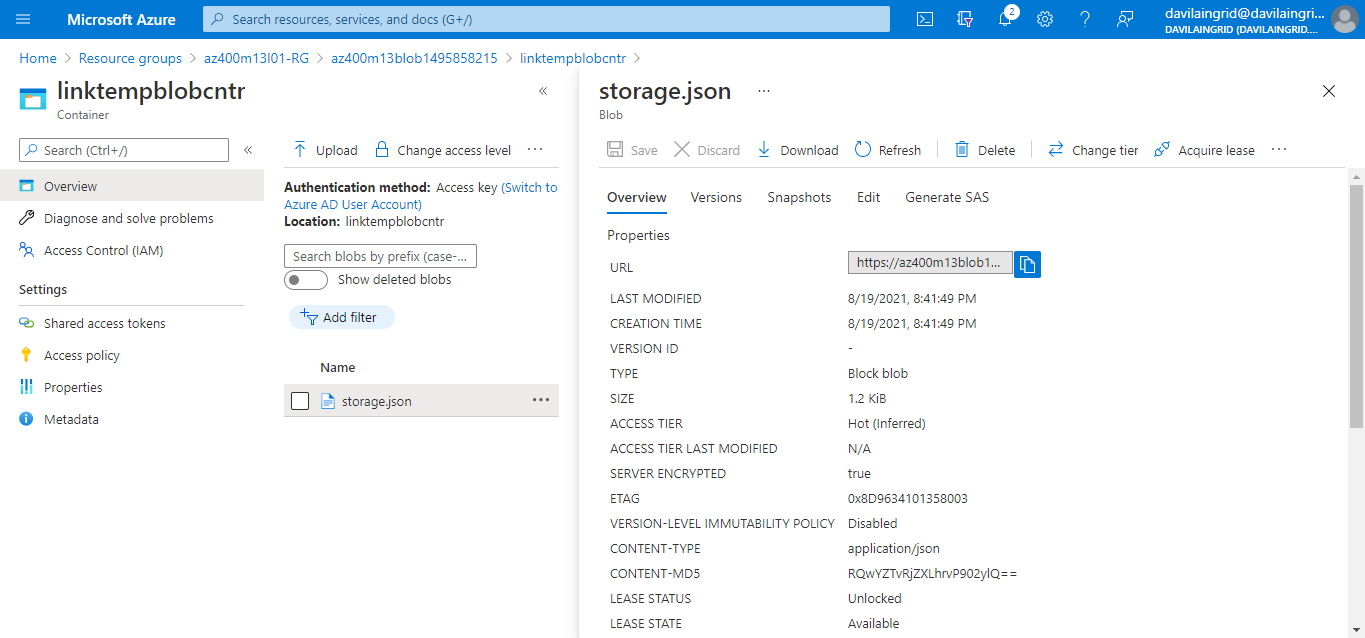 Microsoft Azure
Search resources, services, and docs (G+/)
2
davilaingrid@davilaingri...
DAVILAINGRID (DAVILAINGRID....
Home > Resource groups > az400m13l01-RG > az400m13blob1495858215 > linktempblobcntr >
linktempblobcntr
Container
Search (Ctrl+/)
Overview
Diagnose and solve problems
Access Control (IAM)
Settings
Shared access tokens
Access policy
Properties
Metadata
Upload
Change access level
Authentication method: Access key (Switch to
Azure AD User Account)
Location: linktempblobcntr
Search blobs by prefix (case-...
Show deleted blobs
Add filter
Name
storage.json
storage.json
Blob
Save
Discard
Download
Refresh
Delete
Change tier
Acquire lease
Overview
Versions
Snapshots
Edit
Generate SAS
Properties
URL https://az400m13blob1...
LAST MODIFIED 8/19/2021, 8:41:49 PM
CREATION TIME 8/19/2021, 8:41:49 PM
VERSION ID -
TYPE Block blob
SIZE 1.2 KiB
ACCESS TIER Hot (Inferred)
ACCESS TIER LAST MODIFIED N/A
SERVER ENCRYPTED true
ETAG 0x8D9634101358003
VERSION-LEVEL IMMUTABILITY POLICY Disabled
CONTENT-TYPE application/json
CONTENT-MD5 RQwYZTvRjZXLhrvP902ylQ==
LEASE STATUS Unlocked
LEASE STATE Available